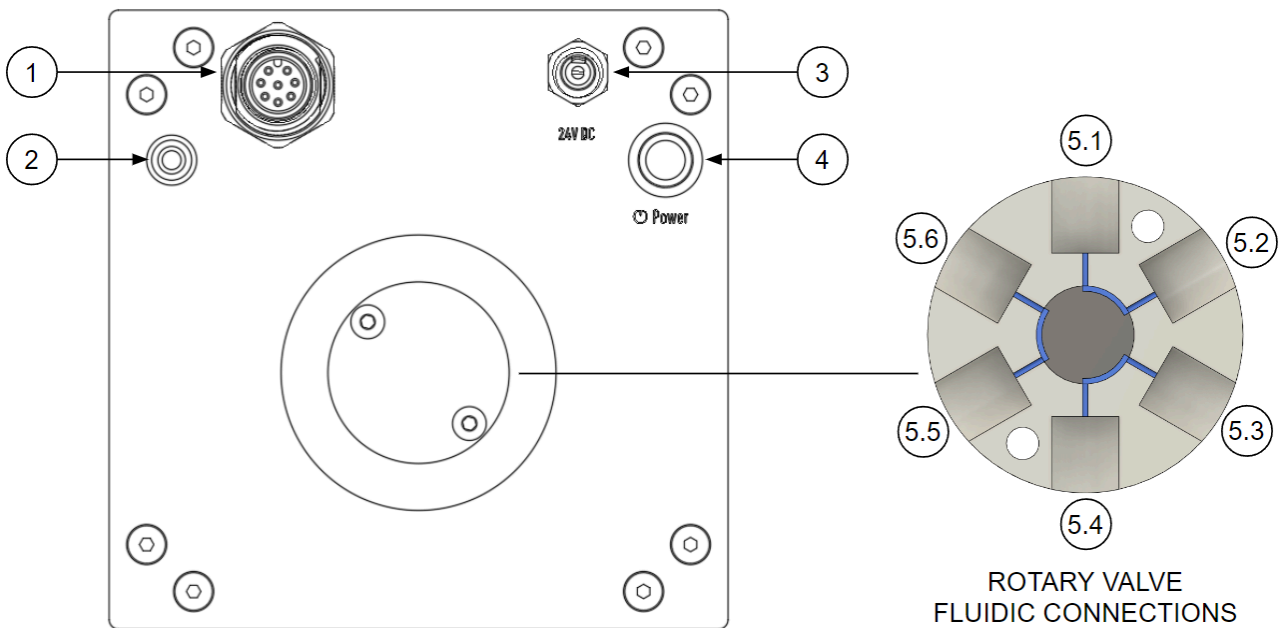 1
3
24V DC
2
4
Power
5.1
5.6
5.2
5.5
5.3
5.4
ROTARY VALVE
FLUIDIC CONNECTIONS